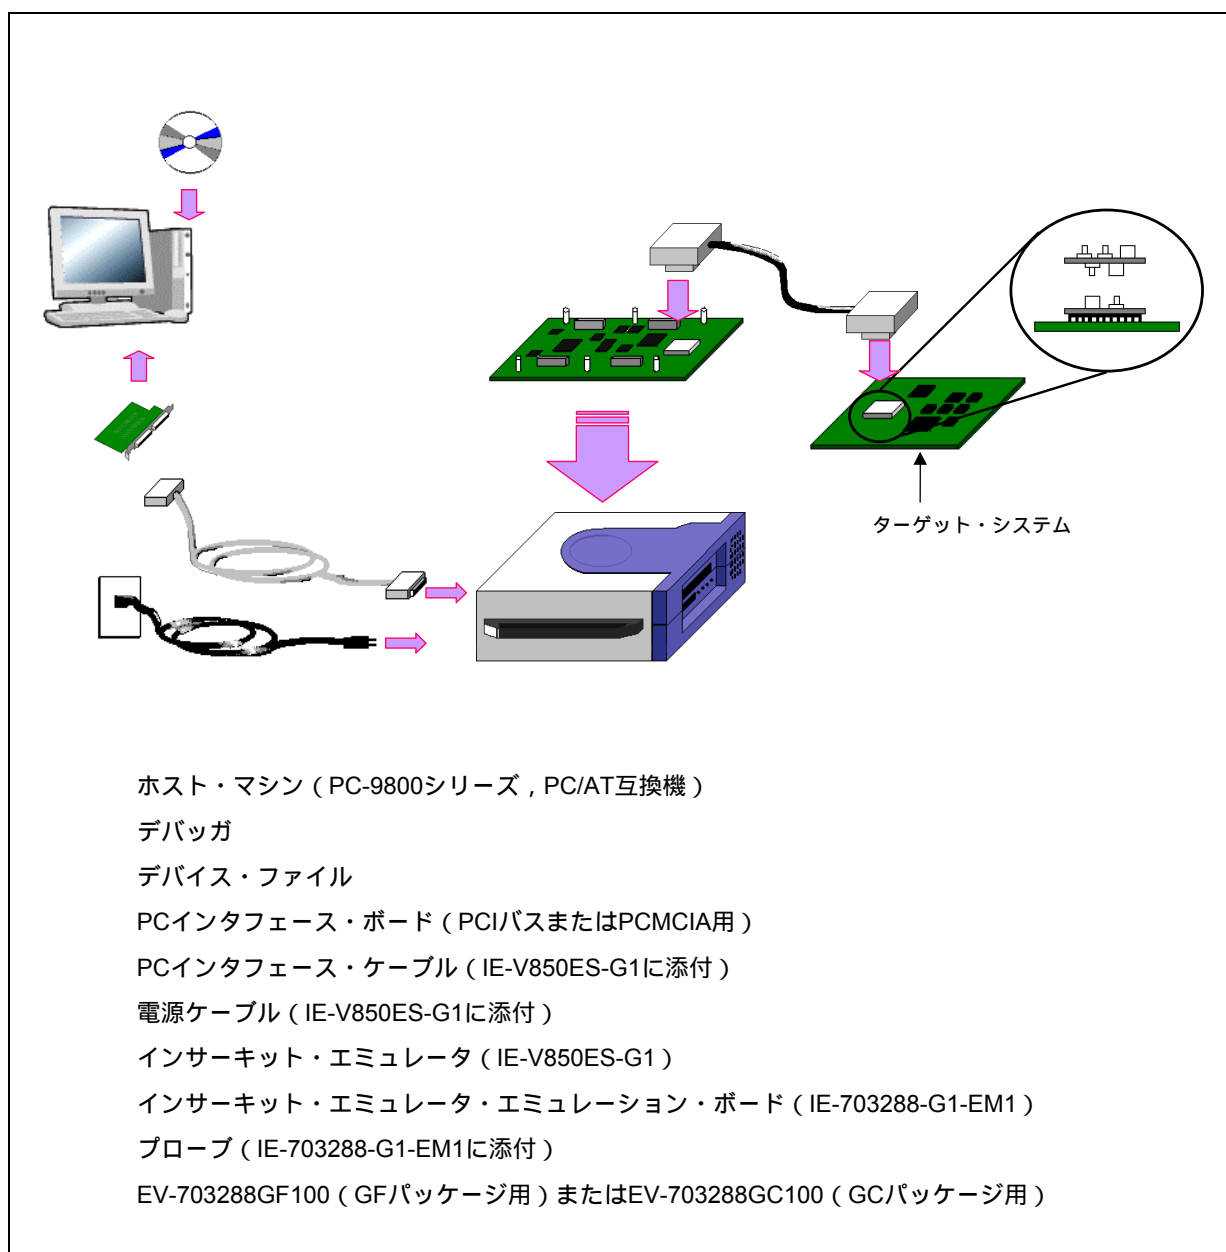 ターゲット・システム
ホスト・マシン（PC-9800シリーズ，PC/AT互換機）
デバッガ
デバイス・ファイル
PCインタフェース・ボード（PCIバスまたはPCMCIA用）
PCインタフェース・ケーブル（IE-V850ES-G1に添付）
電源ケーブル（IE-V850ES-G1に添付）
インサーキット・エミュレータ（IE-V850ES-G1）
インサーキット・エミュレータ・エミュレーション・ボード（IE-703288-G1-EM1）
プローブ（IE-703288-G1-EM1に添付）
EV-703288GF100（GFパッケージ用）またはEV-703288GC100（GCパッケージ用）